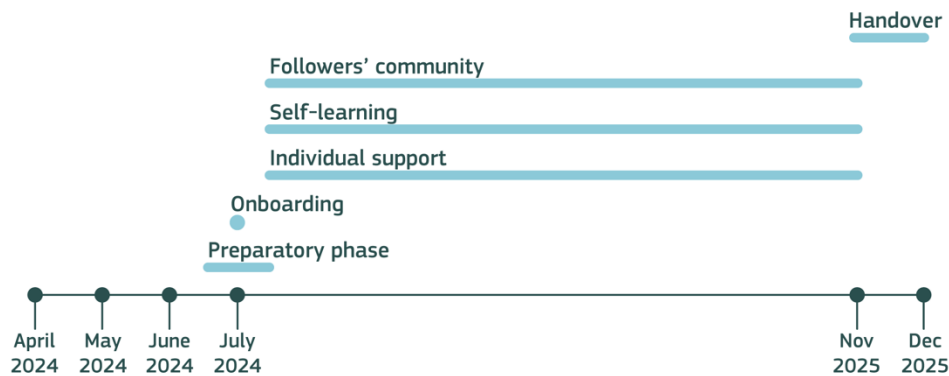 Handover
Followers’ community
Self-learning
Individual support
Onboarding
Preparatory phase
April
2024
May
2024
June
2024
July
2024
Nov
2025
Dec
2025